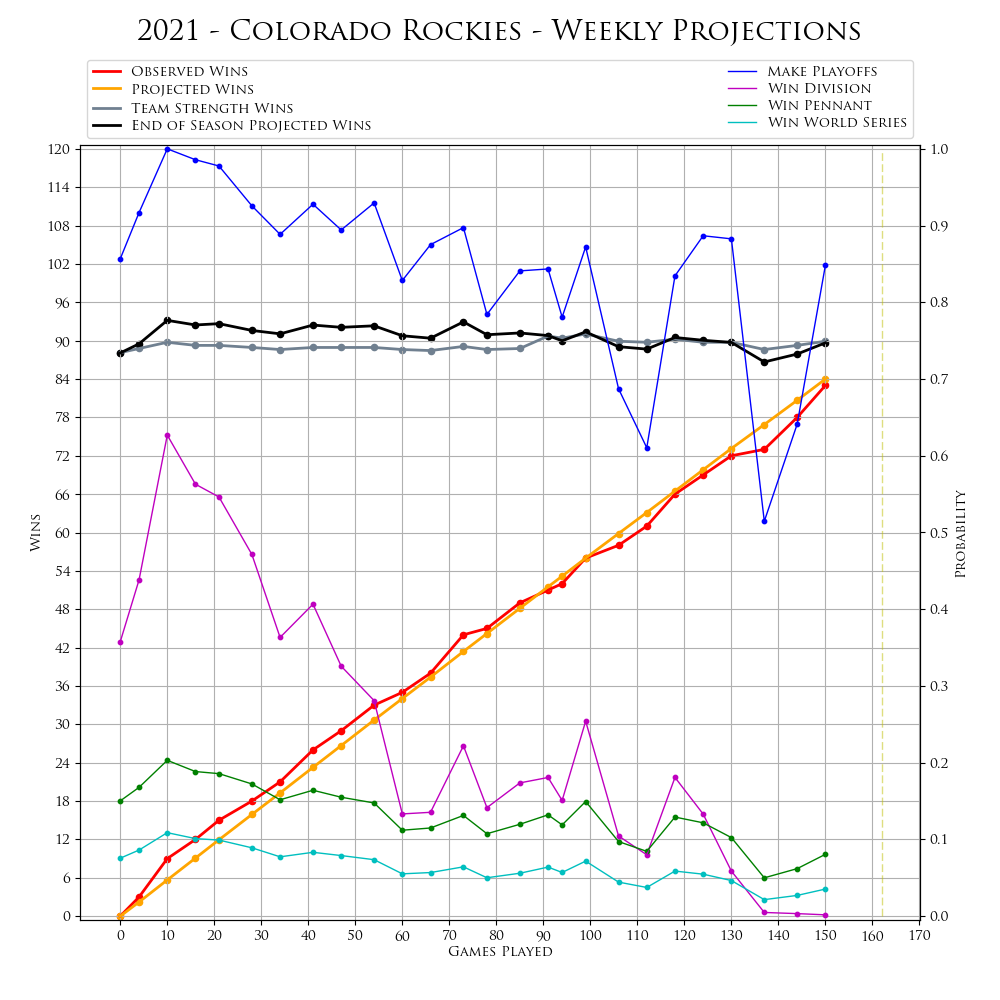 2021 - Colorado Rockies - Weekly Projections
Observed Wins
Projected Wins
Team Strength Wins
End of Season Projected Wins
Make Playoffs
Win Division
Win Pennant
Win World Series
120
114
108
102
96
90
84
78
72
66
60
54
48
42
36
30
24
18
12
6
0
Wins
1.0
0.9
0.8
0.7
0.6
0.5
0.4
0.3
0.2
0.1
0.0
Probability
0 10 20 30 40 50 60 70 80 90 100 110 120 130 140 150 160 170
Games Played